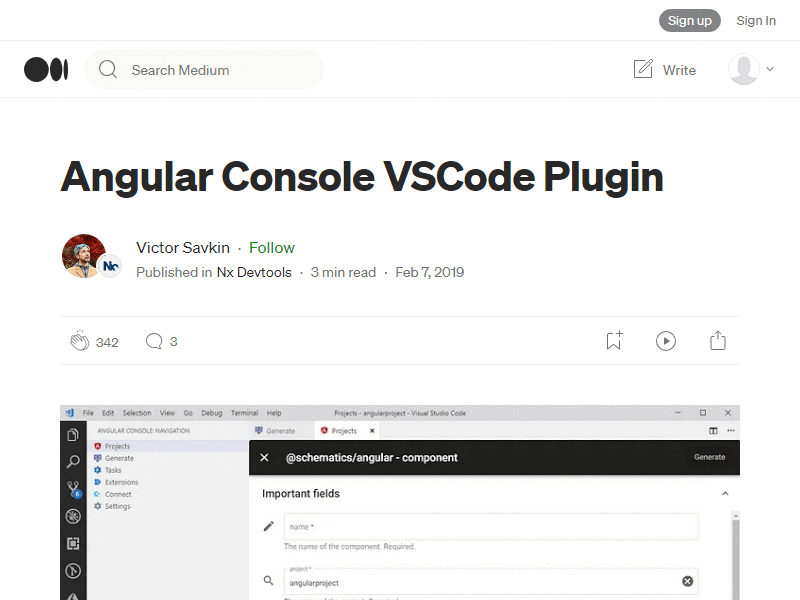 Sign up Sign In
Search Medium Write
Angular Console VSCode Plugin
Victor Savkin · Follow
Published in Nx Devtools · 3 min read · Feb 7, 2019
342 3
File Edit Selection View Go Debug Terminal Help Projects - angularproject - Visual Studio Code
ANGULAR CONSOLE: NAVIGATION Generate Projects
Projects
Generate
Tasks
Extensions
Connect
Settings
@schematics/angular - component Generate
Important fields
name *
The name of the component. Required.
project *
angularproject